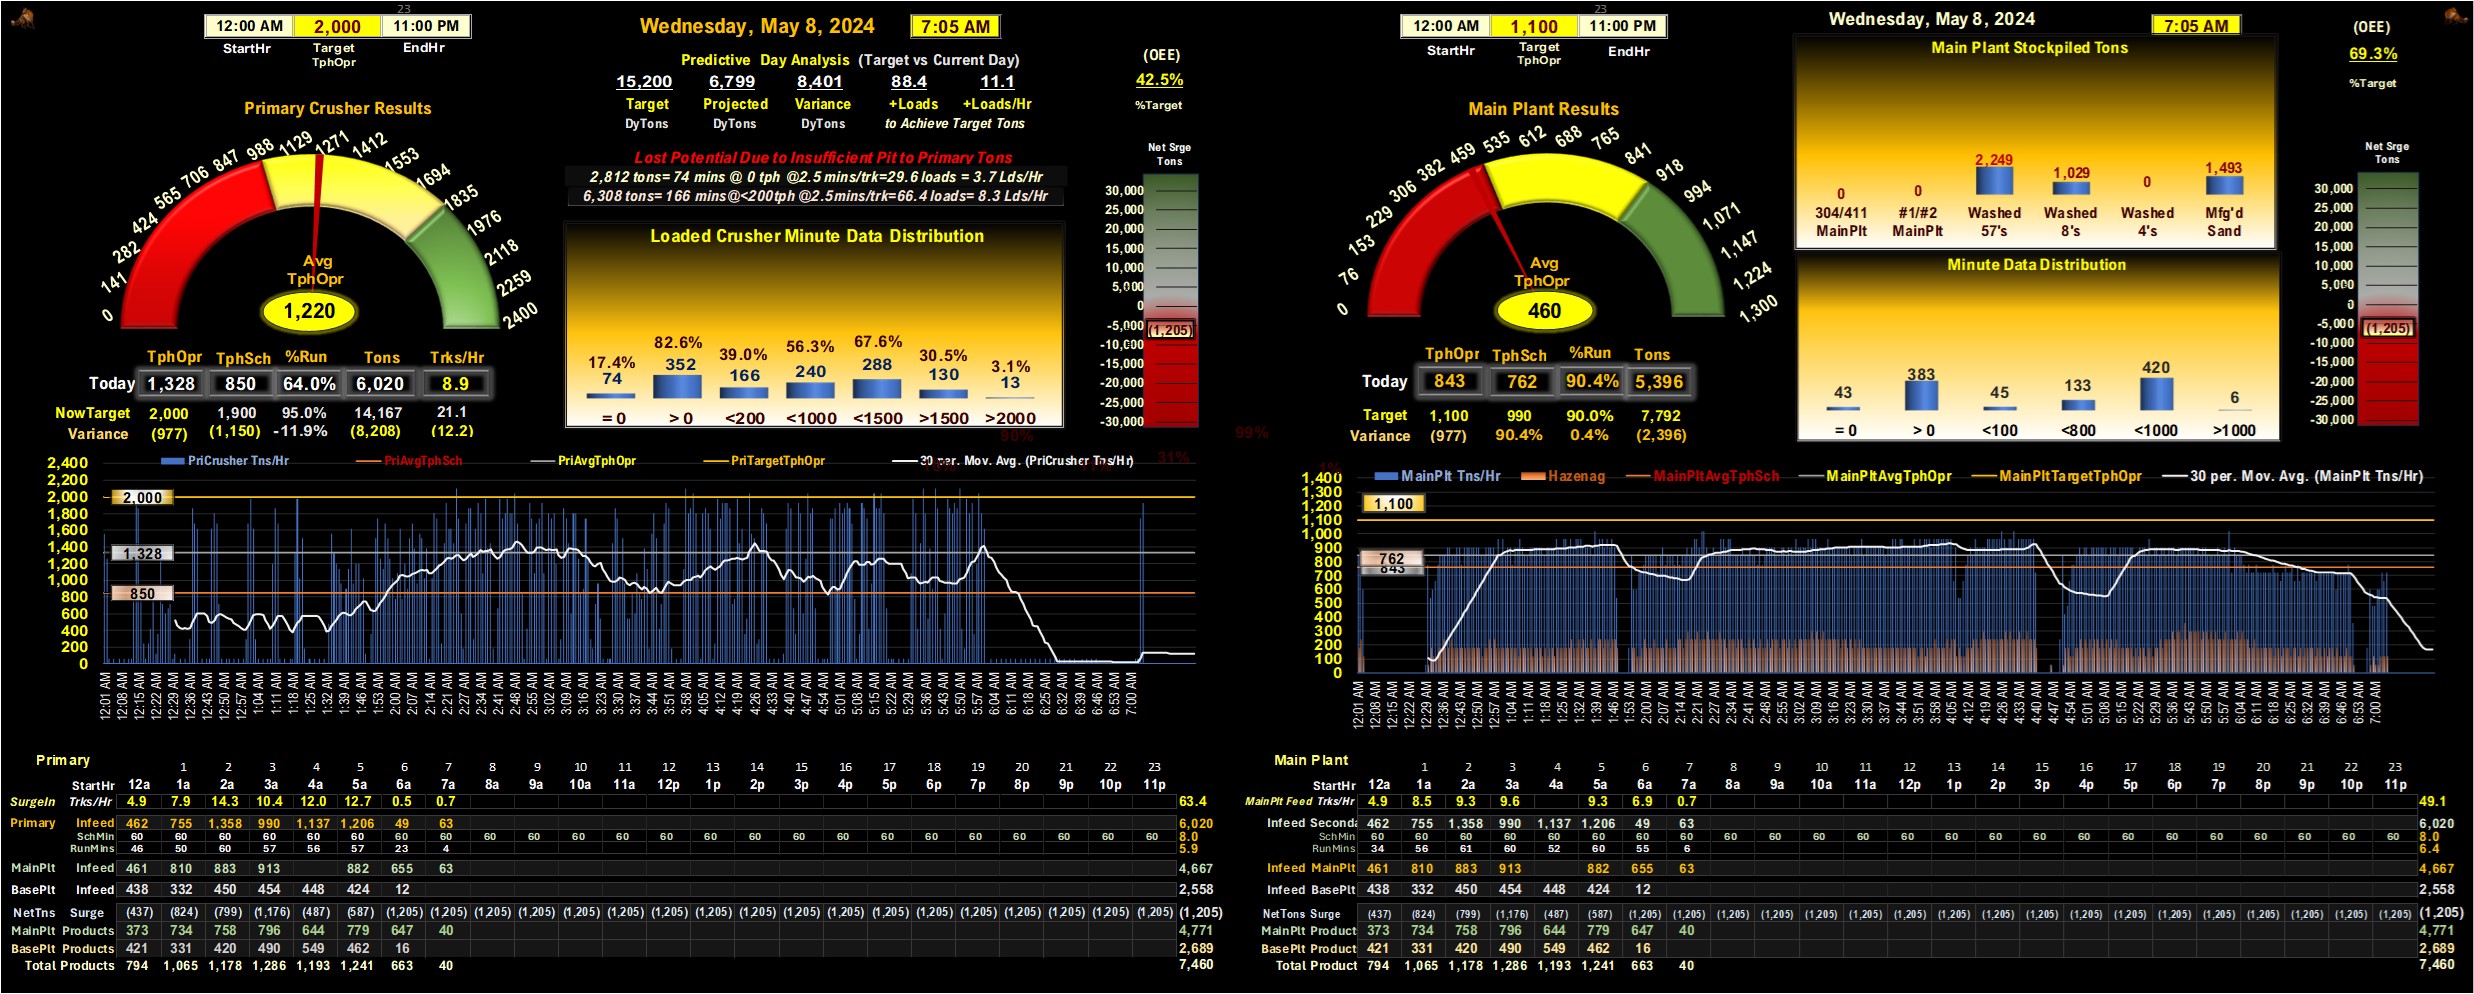 23
12:00 AM 2,000 11:00 PM
StartHr Target EndHr
TphOpr
Wednesday, May 8, 2024 7:05 AM
Predictive Day Analysis (Target vs Current Day)
15,200 6,799 8,401 88.4 11.1
Target Projected Variance +Loads +Loads/Hr
DyTons DyTons DyTons to Achieve Target Tons
(OEE)
42.5%
%Target
Primary Crusher Results
0 141 282 424 565 706 847 988 1129 1271 1412 1553 1694 1835 1976 2118 2259 2400
Avg
TphOpr
1,220
Lost Potential Due to Insufficient Pit to Primary Tons
2,812 tons= 74 mins @ 0 tph @2.5 mins/trk=29.6 loads = 3.7 Lds/Hr
6,308 tons= 166 mins@<200tph @2.5mins/trk=66.4 loads= 8.3 Lds/Hr
Loaded Crusher Minute Data Distribution
17.4% 82.6% 39.0% 56.3% 67.6% 30.5% 3.1%
74 352 166 240 288 130 13
= 0 > 0 <200 <1000 <1500 >1500 >2000
Net Srge
Tons
30,000
25,000
20,000
15,000
10,000
5,000
0
-5,000
(1,205)
-10,000
-15,000
-20,000
-25,000
-30,000
TphOpr TphSch %Run Tons Trks/Hr
Today 1,328 850 64.0% 6,020 8.9
NowTarget 2,000 1,900 95.0% 14,167 21.1
Variance (977) (1,150) -11.9% (8,208) (12.2)
90%
99%
31%
PriCrusher Tns/Hr PriAvgTphSch PriAvgTphOpr PriTargetTphOpr 30 per. Mov. Avg. (PriCrusher Tns/Hr)
2,400
2,200
2,000
1,800
1,600
1,400
1,200
1,000
800
600
400
200
0
2,000
1,328
850
12:01 AM 12:08 AM 12:15 AM 12:22 AM 12:29 AM 12:36 AM 12:43 AM 12:50 AM 12:57 AM 1:04 AM 1:11 AM 1:18 AM 1:25 AM 1:32 AM 1:39 AM 1:46 AM 1:53 AM 2:00 AM 2:07 AM 2:14 AM 2:21 AM 2:27 AM 2:34 AM 2:41 AM 2:48 AM 2:55 AM 3:02 AM 3:09 AM 3:16 AM 3:23 AM 3:30 AM 3:37 AM 3:44 AM 3:51 AM 3:58 AM 4:05 AM 4:12 AM 4:19 AM 4:26 AM 4:33 AM 4:40 AM 4:47 AM 4:54 AM 5:01 AM 5:08 AM 5:15 AM 5:22 AM 5:29 AM 5:36 AM 5:43 AM 5:50 AM 5:57 AM 6:04 AM 6:11 AM 6:18 AM 6:25 AM 6:32 AM 6:39 AM 6:46 AM 6:53 AM 7:00 AM
Primary
1 2 3 4 5 6 7 8 9 10 11 12 13 14 15 16 17 18 19 20 21 22 23
StartHr 12a 1a 2a 3a 4a 5a 6a 7a 8a 9a 10a 11a 12p 1p 2p 3p 4p 5p 6p 7p 8p 9p 10p 11p
SurgeIn Trks/Hr 4.9 7.9 14.3 10.4 12.0 12.7 0.5 0.7 63.4
Primary Infeed 462 755 1,358 990 1,137 1,206 49 63 6,020
SchMin 60 60 60 60 60 60 60 60 60 60 60 60 60 60 60 60 60 60 60 60 60 60 60 60 8.0
RunMins 46 50 60 57 56 57 23 4 5.9
MainPlt Infeed 461 810 883 913 882 655 63 4,667
BasePlt Infeed 438 332 450 454 448 424 12 2,558
NetTns Surge (437) (824) (799) (1,176) (487) (587) (1,205) (1,205) (1,205) (1,205) (1,205) (1,205) (1,205) (1,205) (1,205) (1,205) (1,205) (1,205) (1,205) (1,205) (1,205) (1,205) (1,205) (1,205) (1,205)
MainPlt Products 373 734 758 796 644 779 647 40 4,771
BasePlt Products 421 331 420 490 549 462 16 2,689
Total Products 794 1,065 1,178 1,286 1,193 1,241 663 40 7,460
23
12:00 AM 1,100 11:00 PM
StartHr Target EndHr
TphOpr
Wednesday, May 8, 2024
7:05 AM
(OEE)
69.3%
%Target
Main Plant Results
0 76 153 229 306 382 459 535 612 688 765 841 918 994 1,071 1,147 1,224 1,300
Avg
TphOpr
460
Main Plant Stockpiled Tons
0 0 2,249 1,029 0 1,493
304/411 #1/#2 Washed Washed Washed Mfg'd
MainPlt MainPlt 57's 8's 4's Sand
Minute Data Distribution
43 383 45 133 420 6
= 0 > 0 <100 <800 <1000 >1000
Net Srge
Tons
30,000
25,000
20,000
15,000
10,000
5,000
0
-5,000
(1,205)
-10,000
-15,000
-20,000
-25,000
-30,000
TphOpr TphSch %Run Tons
Today 843 762 90.4% 5,396
Target 1,100 990 90.0% 7,792
Variance (977) 90.4% 0.4% (2,396)
MainPlt Tns/Hr Hazenag MainPltAvgTphSch MainPltAvgTphOpr MainPltTargetTphOpr 30 per. Mov. Avg. (MainPlt Tns/Hr)
1,400
1,300
1,200
1,100
1,000
900
800
700
600
500
400
300
200
100
0
1,100
762
843
12:01 AM 12:08 AM 12:15 AM 12:22 AM 12:29 AM 12:36 AM 12:43 AM 12:50 AM 12:57 AM 1:04 AM 1:11 AM 1:18 AM 1:25 AM 1:32 AM 1:39 AM 1:46 AM 1:53 AM 2:00 AM 2:07 AM 2:14 AM 2:21 AM 2:27 AM 2:34 AM 2:41 AM 2:48 AM 2:55 AM 3:02 AM 3:09 AM 3:16 AM 3:23 AM 3:30 AM 3:37 AM 3:44 AM 3:51 AM 3:58 AM 4:05 AM 4:12 AM 4:19 AM 4:26 AM 4:33 AM 4:40 AM 4:47 AM 4:54 AM 5:01 AM 5:08 AM 5:15 AM 5:22 AM 5:29 AM 5:36 AM 5:43 AM 5:50 AM 5:57 AM 6:04 AM 6:11 AM 6:18 AM 6:25 AM 6:32 AM 6:39 AM 6:46 AM 6:53 AM 7:00 AM
Main Plant
1 2 3 4 5 6 7 8 9 10 11 12 13 14 15 16 17 18 19 20 21 22 23
StartHr 12a 1a 2a 3a 4a 5a 6a 7a 8a 9a 10a 11a 12p 1p 2p 3p 4p 5p 6p 7p 8p 9p 10p 11p
MainPlt Feed Trks/Hr 4.9 8.5 9.3 9.6 9.3 6.9 0.7 49.1
Infeed Seconda 462 755 1,358 990 1,137 1,206 49 63 6,020
SchMin 60 60 60 60 60 60 60 60 60 60 60 60 60 60 60 60 60 60 60 60 60 60 60 60 8.0
RunMins 34 56 61 60 52 60 55 6 6.4
Infeed MainPlt 461 810 883 913 882 655 63 4,667
Infeed BasePlt 438 332 450 454 448 424 12 2,558
NetTons Surge (437) (824) (799) (1,176) (487) (587) (1,205) (1,205) (1,205) (1,205) (1,205) (1,205) (1,205) (1,205) (1,205) (1,205) (1,205) (1,205) (1,205) (1,205) (1,205) (1,205) (1,205) (1,205) (1,205)
MainPlt Product 373 734 758 796 644 779 647 40 4,771
BasePlt Product 421 331 420 490 549 462 16 2,689
Total Product 794 1,065 1,178 1,286 1,193 1,241 663 40 7,460